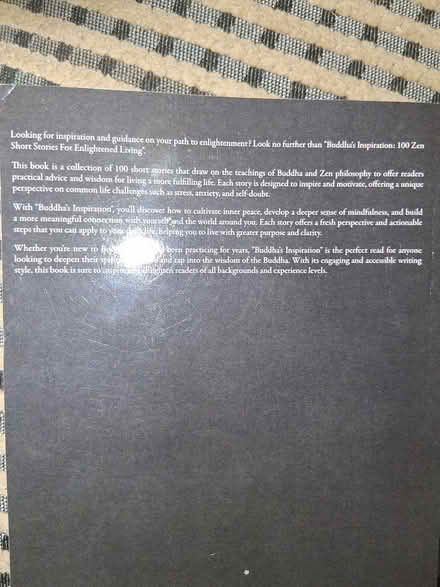 Looking for inspiration and guidance on your path to enlightenment? Look no further than "Buddha's Inspiration: 100 Zen
Short Stories For Enlightened Living".
This book is a collection of 100 short stories that draw on the teachings of Buddha and Zen philosophy to offer readers
practical advice and wisdom for living a more fulfilling life. Each story is designed to inspire and motivate, offering a unique
perspective on common life challenges such as stress, anxiety, and self-doubt.
With "Buddha's Inspiration", you'll discover how to cultivate inner peace, develop a deeper sense of mindfulness, and build
a more meaningful connection with yourself and the world around you. Each story offers a fresh perspective and actionable
steps that you can apply to your daily life, helping you to live with greater purpose and clarity.
Whether you're new to been practicing for years, "Buddha's Inspiration" is the perfect read for anyone
looking to deepen their and tap into the wisdom of the Buddha. With its engaging and accessible writing
style, this book is sure to readers of all backgrounds and experience levels.